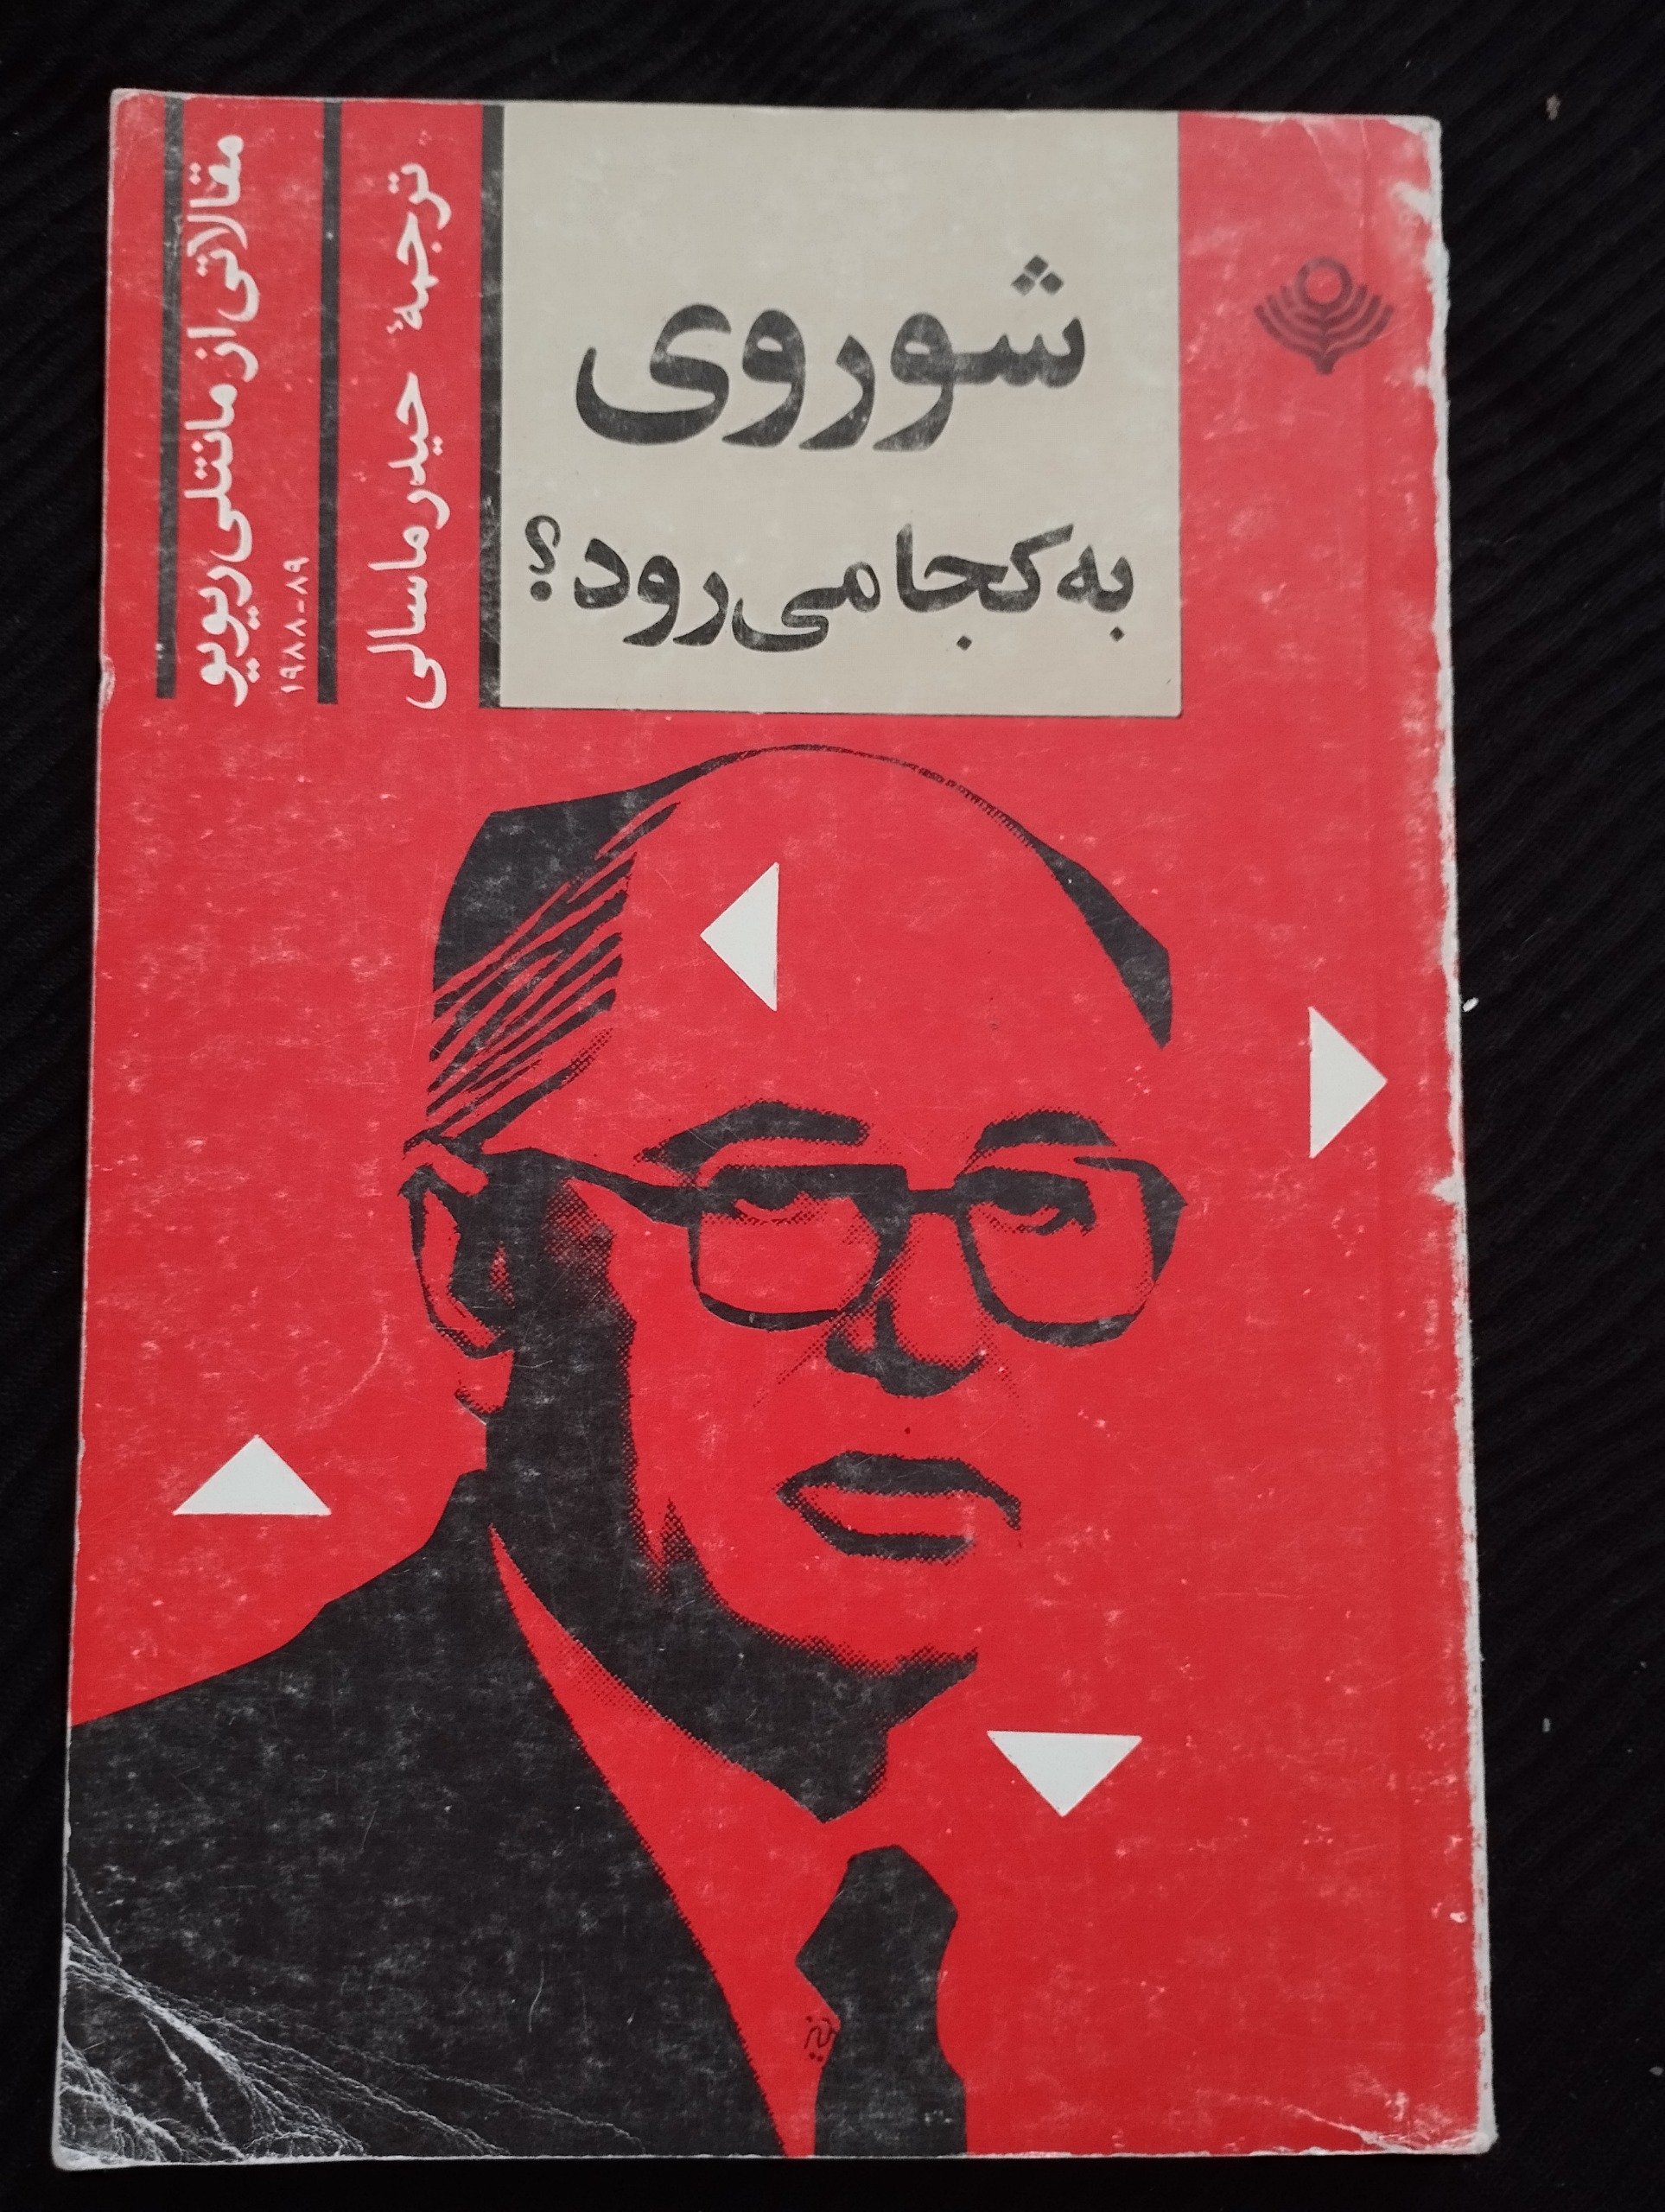 شوروی
به کجا می‌رود؟
ترجمهٔ حیدر ماسالی
مقالاتی از مانتلی ریویو
۱۹۸۸-۸۹